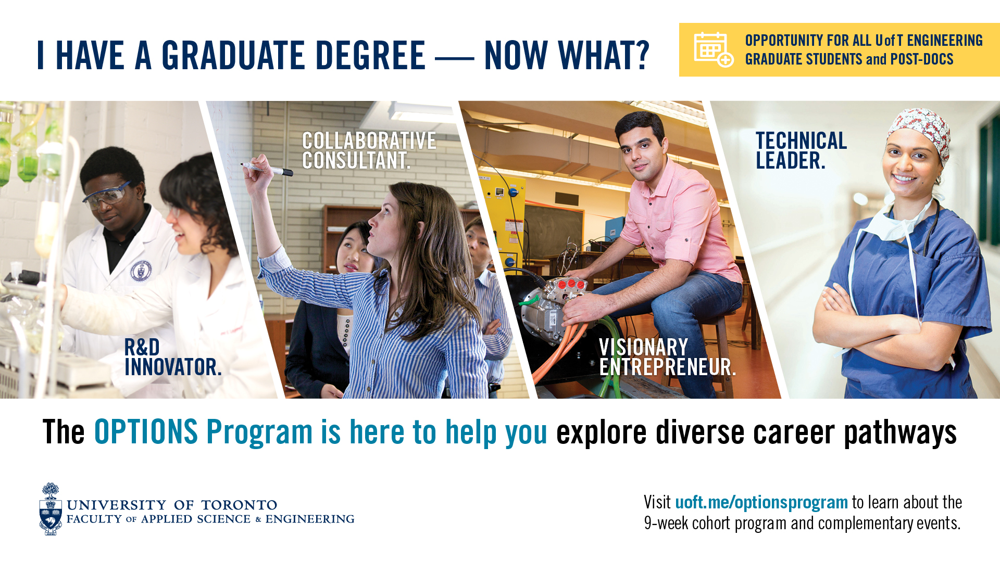 I HAVE A GRADUATE DEGREE — NOW WHAT?
OPPORTUNITY FOR ALL U of T ENGINEERING
GRADUATE STUDENTS and POST-DOCS
COLLABORATIVE
CONSULTANT.
TECHNICAL
LEADER.
R&D
INNOVATOR.
VISIONARY
ENTREPRENEUR.
The OPTIONS Program is here to help you explore diverse career pathways
UNIVERSITY OF TORONTO
FACULTY OF APPLIED SCIENCE & ENGINEERING
Visit uoft.me/optionsprogram to learn about the
9-week cohort program and complementary events.